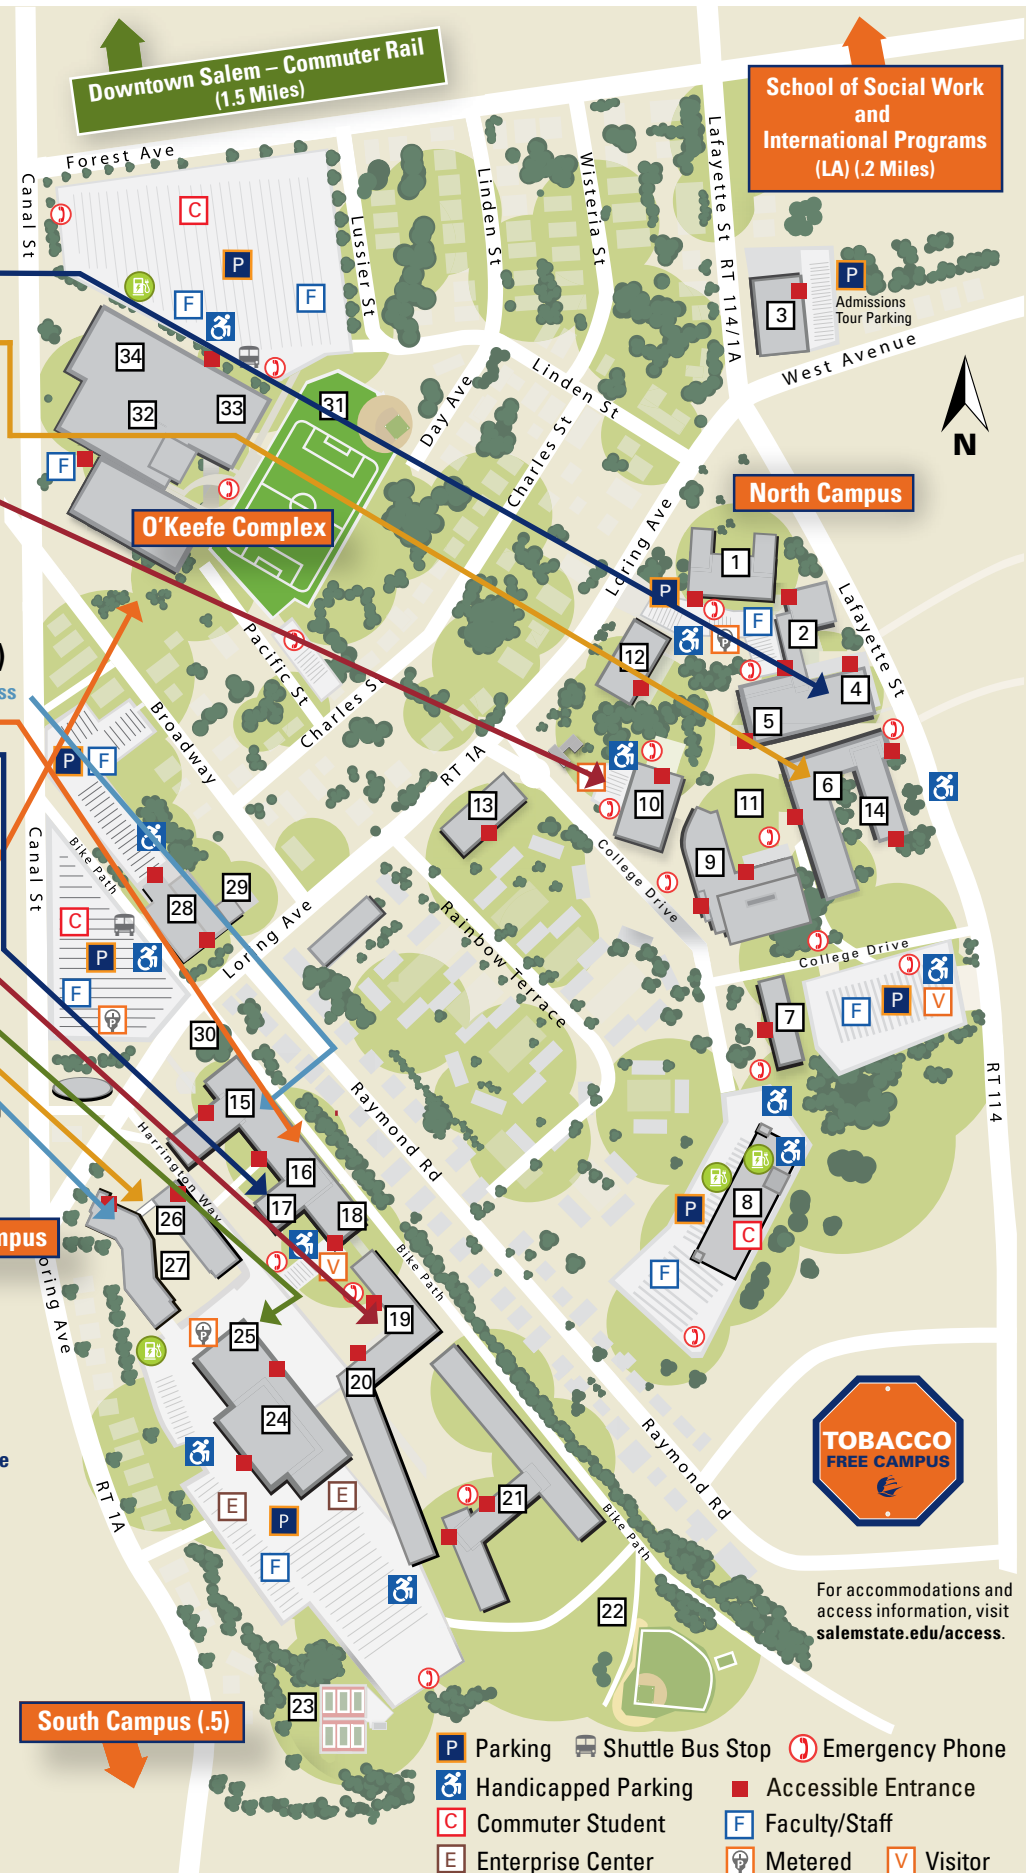 Downtown Salem – Commuter Rail
(1.5 Miles)
School of Social Work
and
International Programs
(LA) (.2 Miles)
Forest Ave
Canal St
Lussier St
Linden St
Wisteria St
Lafayette St RT 114/1A
C
P
F
F
P
Admissions
Tour Parking
3
West Avenue
N
34
33
32
31
F
Day Ave
Linden St
Charles St
O'Keefe Complex
North Campus
Loring Ave
Lafayette St
1
P
F
P
2
12
4
5
)
ss
Pacific St
Charles St
Broadway
RT 1A
P
F
6
14
11
10
13
9
Canal St
Bike Path
29
28
C
P
F
P
Loring Ave
College Drive
Rainbow Terrace
College Drive
F
P
V
7
30
15
RT 114
Raymond Rd
Harrington Way
16
17
18
V
26
27
mpus
oring Ave
Bike Path
19
P
8
C
F
P
25
20
24
TOBACCO
FREE CAMPUS
e
RT 1A
E
E
P
F
21
Raymond Rd
Bike Path
22
For accommodations and
access information, visit
salemstate.edu/access.
23
South Campus (.5)
P Parking Shuttle Bus Stop Emergency Phone
Handicapped Parking Accessible Entrance
C Commuter Student F Faculty/Staff
E Enterprise Center P Metered V Visitor